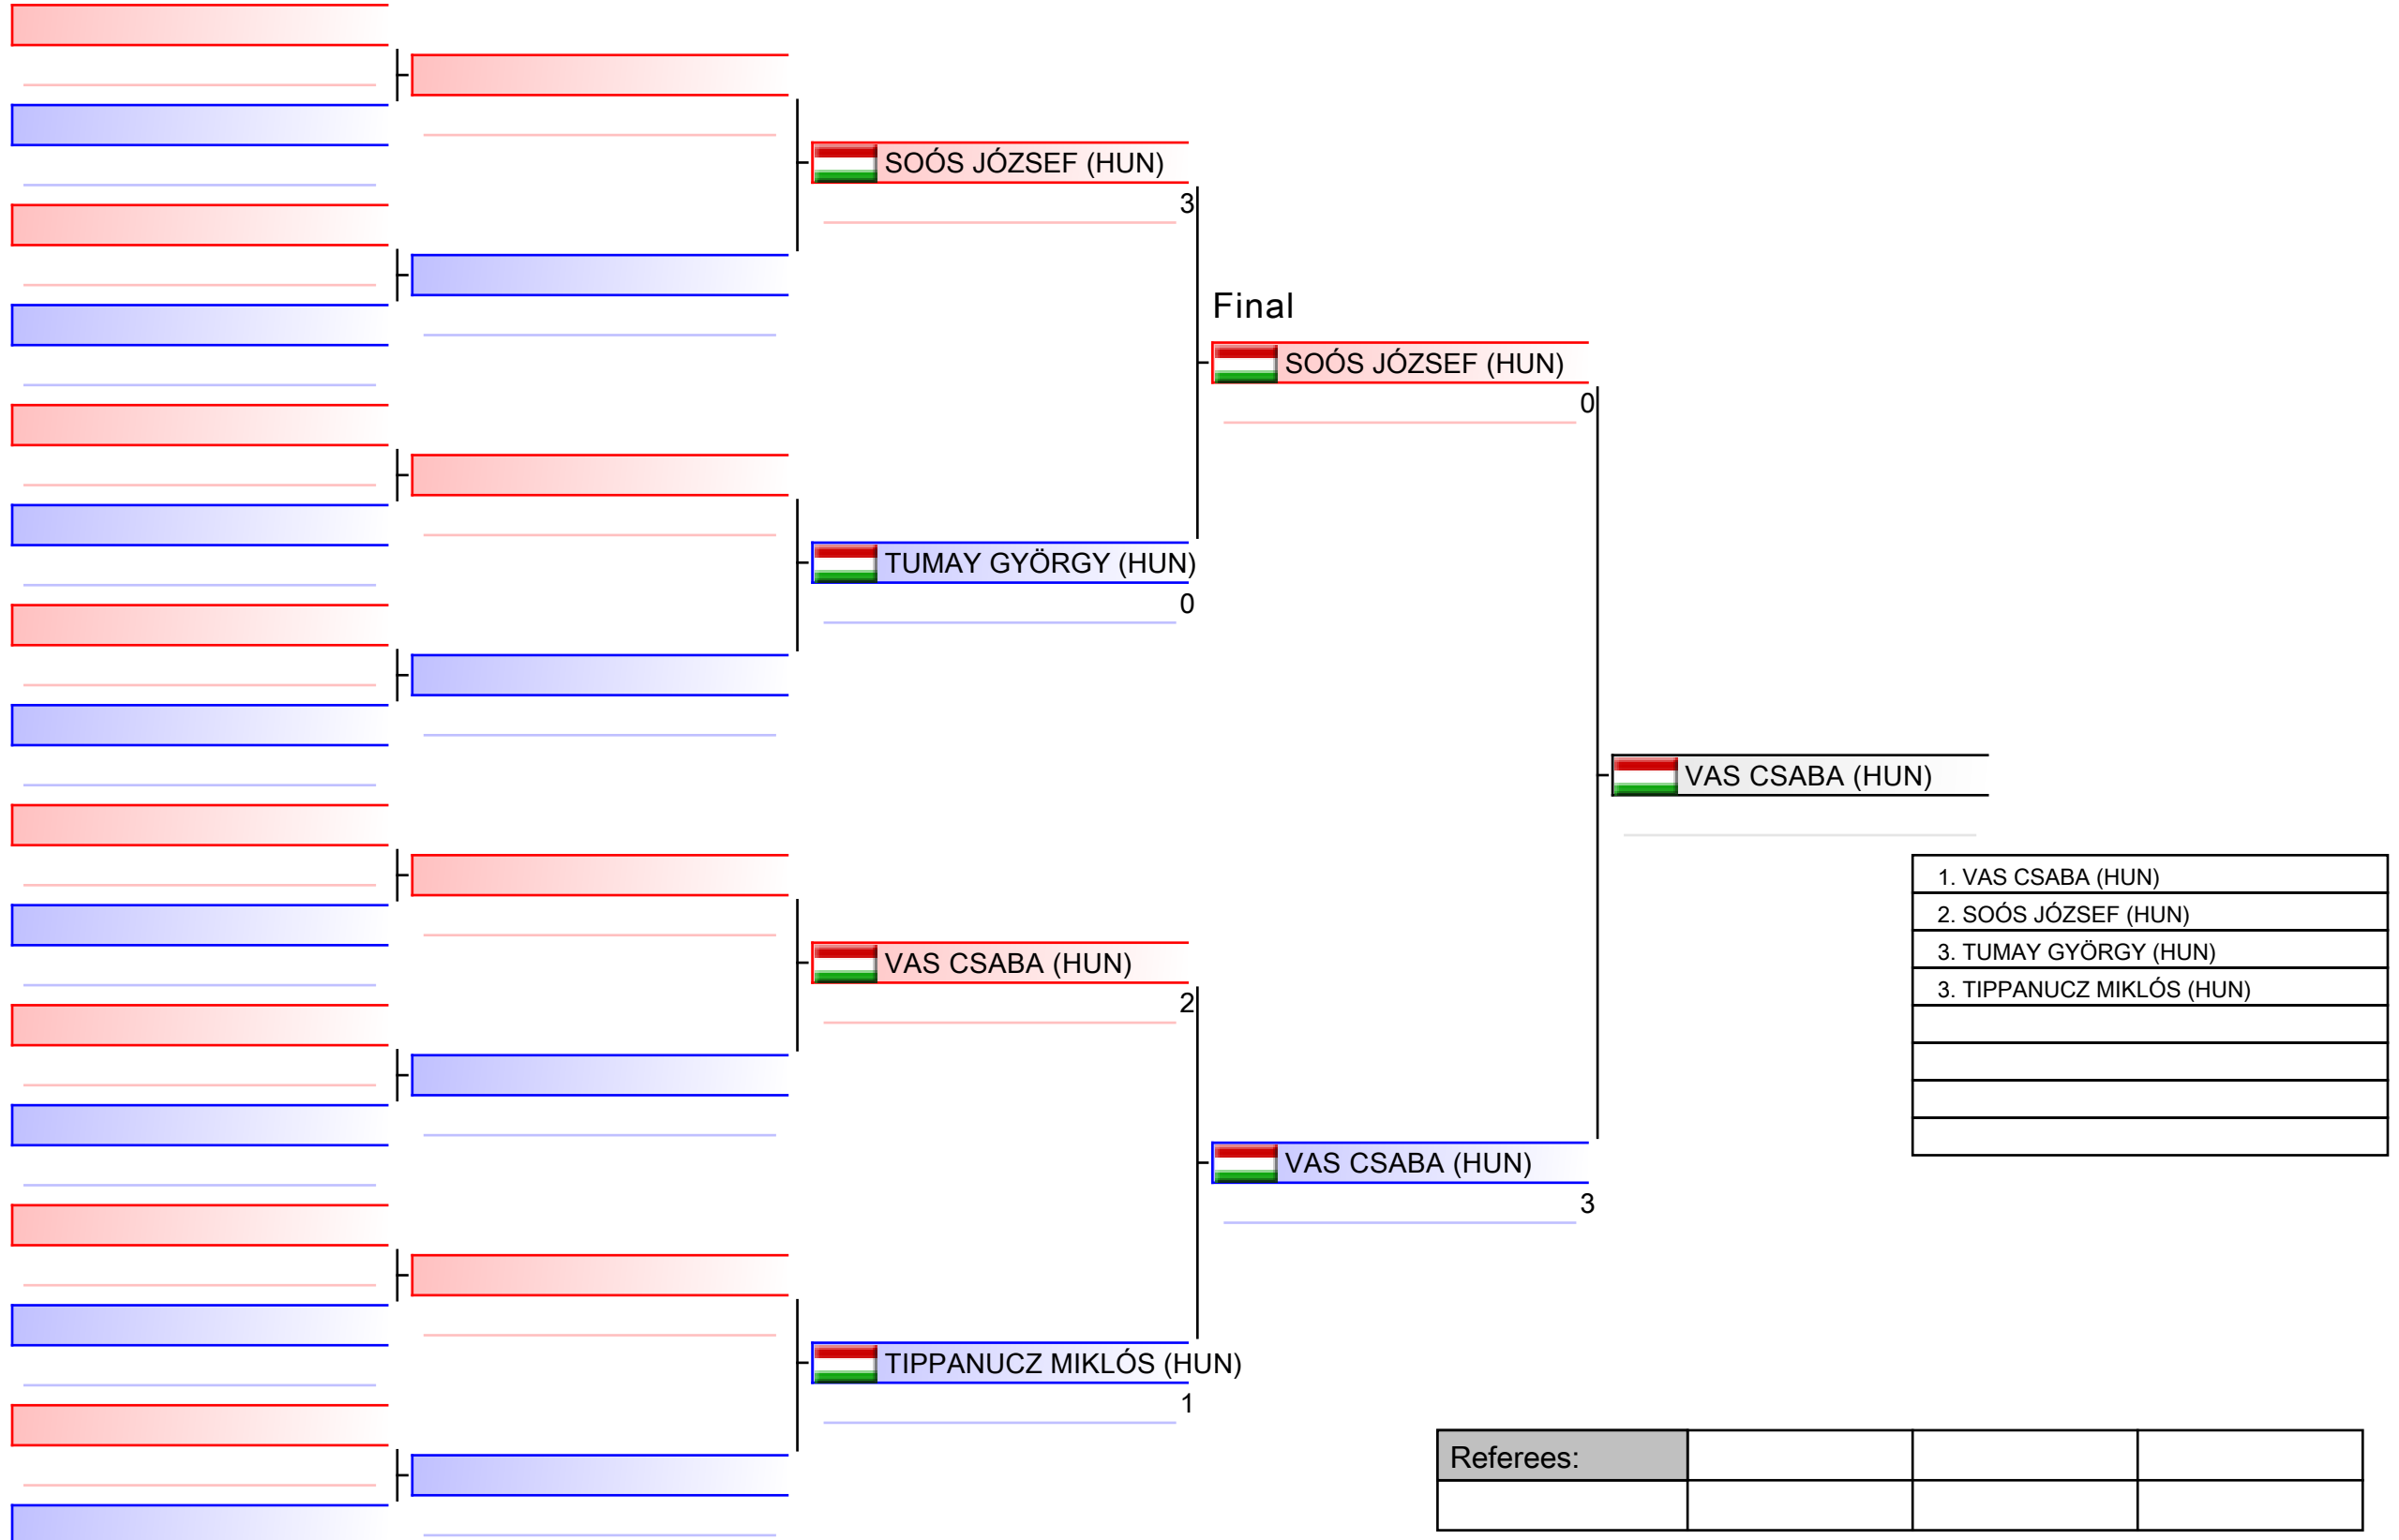 SOÓS JÓZSEF (HUN)
3
Final
SOÓS JÓZSEF (HUN)
0
TUMAY GYÖRGY (HUN)
0
VAS CSABA (HUN)
1. VAS CSABA (HUN)
2. SOÓS JÓZSEF (HUN)
3. TUMAY GYÖRGY (HUN)
3. TIPPANUCZ MIKLÓS (HUN)
VAS CSABA (HUN)
2
VAS CSABA (HUN)
3
TIPPANUCZ MIKLÓS (HUN)
1
Referees: